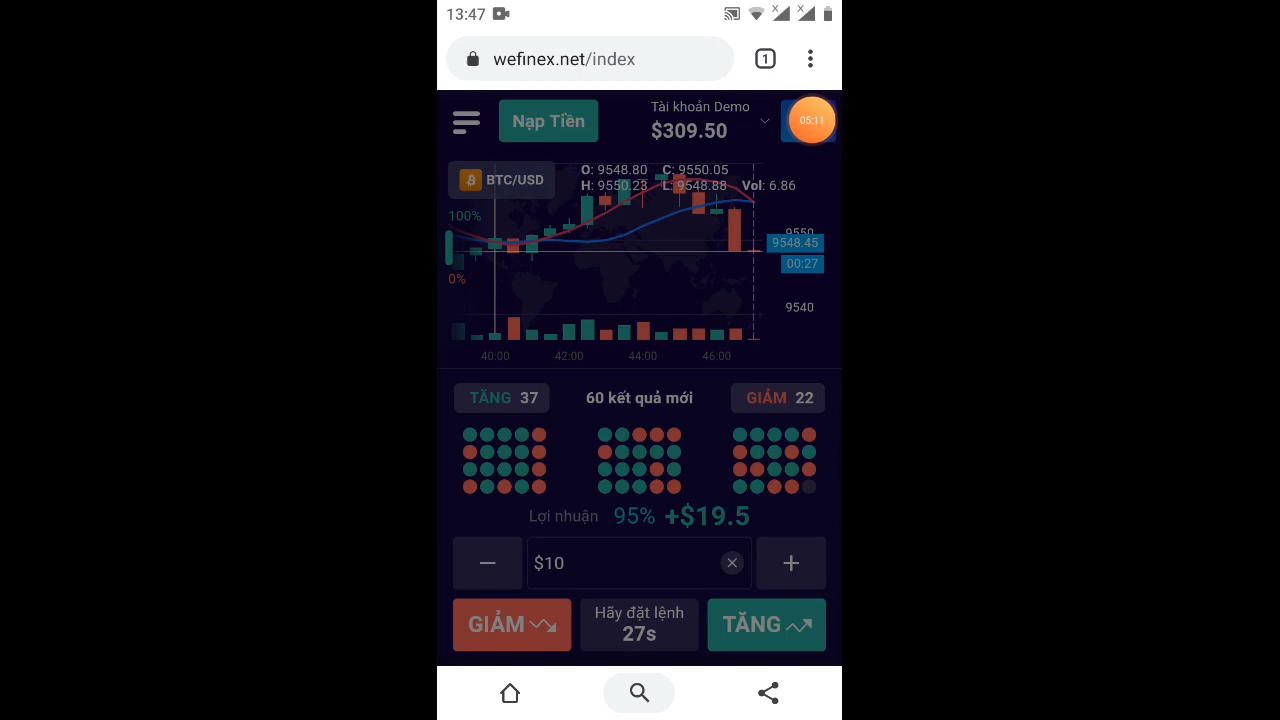 13:47
wefinex.net/index
1
Nạp Tiền
Tài khoản Demo
$309.50
05:11
BTC/USD
O: 9548.80 C: 9550.05
H: 9550.23 L: 9548.88 Vol: 6.86
100%
9550
9548.45
00:27
0%
9540
40:00 42:00 44:00 46:00
TĂNG 37
60 kết quả mới
GIẢM 22
Lợi nhuận 95% +$19.5
$10
GIẢM
Hãy đặt lệnh
27s
TĂNG